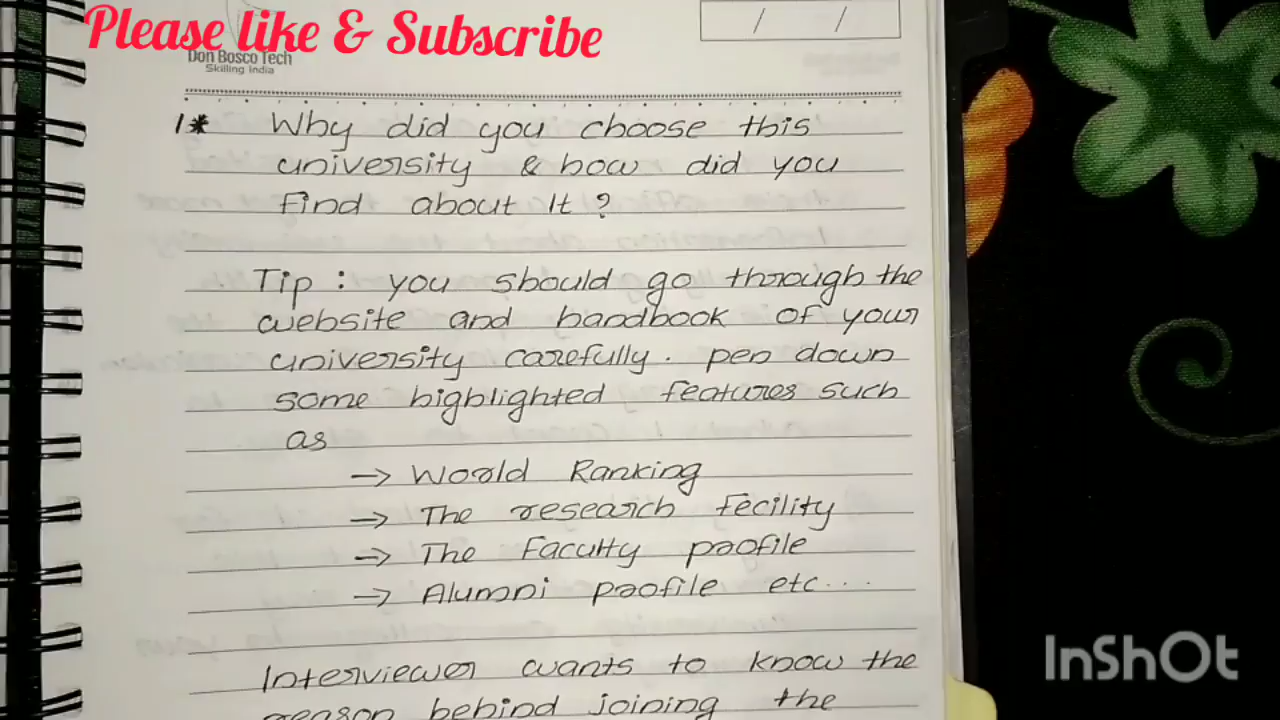 Please like & Subscribe
/ /
Don Bosco Tech
Skilling India
1* Why did you choose this
university & how did you
find about It ?
Tip : you should go through the
website and handbook of your
university carefully. pen down
some highlighted features such
as
→ World Ranking
→ The research fecility
→ The Faculty profile
→ Alumni profile etc...
Interviewer wants to know the
reason behind joining the
InShOt